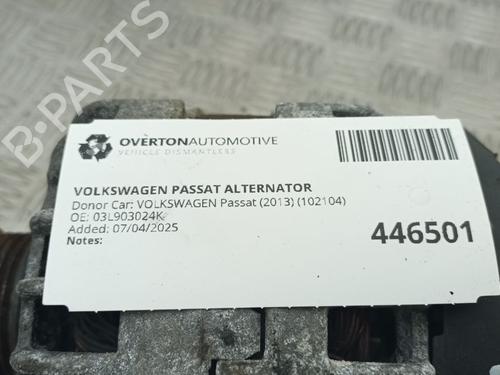 B-PARTS
OVERTONAUTOMOTIVE
VEHICLE DISMANTLERS
VOLKSWAGEN PASSAT ALTERNATOR
Donor Car: VOLKSWAGEN Passat (2013) (102104)
OE: 03L903024K
Added: 07/04/2025
Notes:
446501